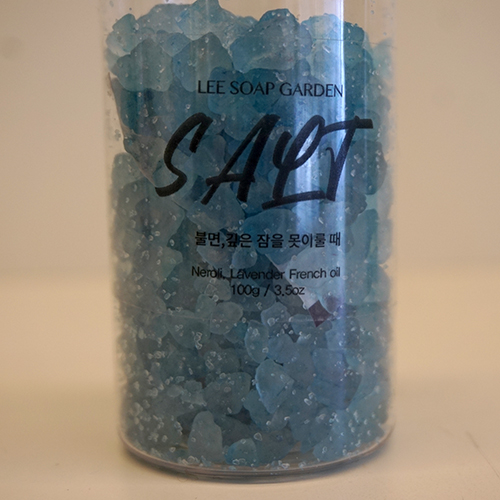 LEE SOAP GARDEN
SALT
불면,깊은 잠을 못이룰 때
Neroli, Lavender French oil
100g / 3.5oz